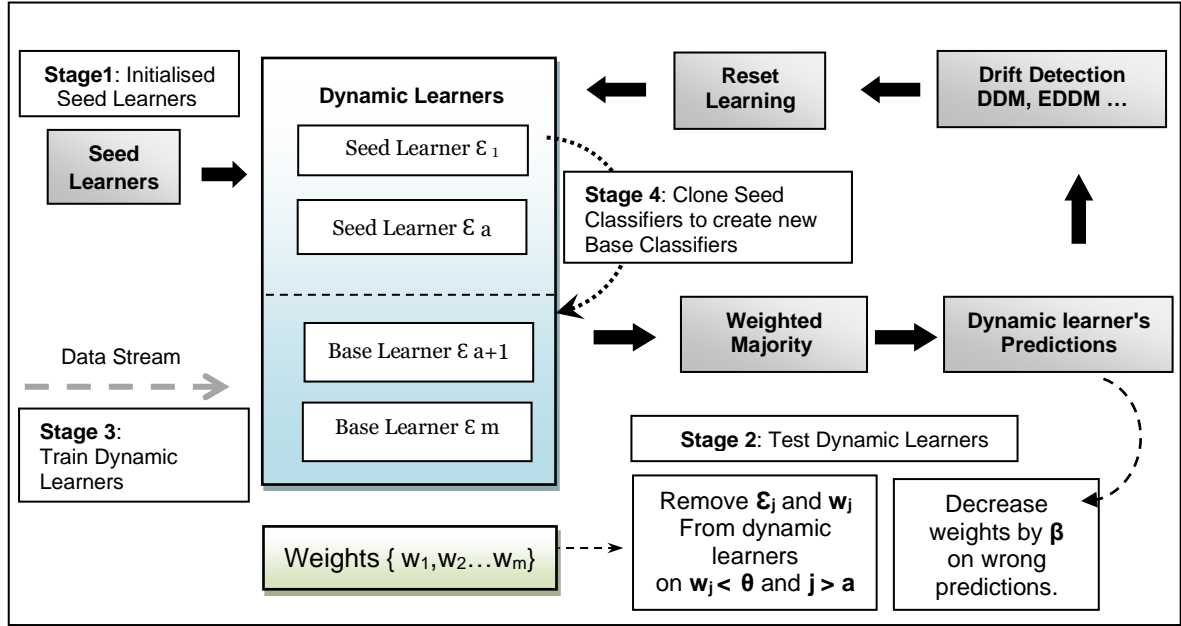 Stage1: Initialised
Seed Learners
Seed
Learners
Dynamic Learners
Seed Learner Ɛ 1
Seed Learner Ɛ a
Base Learner Ɛ a+1
Base Learner Ɛ m
Reset
Learning
Drift Detection
DDM, EDDM …
Stage 4: Clone Seed
Classifiers to create new
Base Classifiers
Weighted
Majority
Dynamic learner's
Predictions
Data Stream
Stage 3:
Train Dynamic
Learners
Stage 2: Test Dynamic Learners
Weights { w1,w2…wm}
Remove Ɛj and wj
From dynamic
learners
on wj < θ and j > a
Decrease
weights by β
on wrong
predictions.